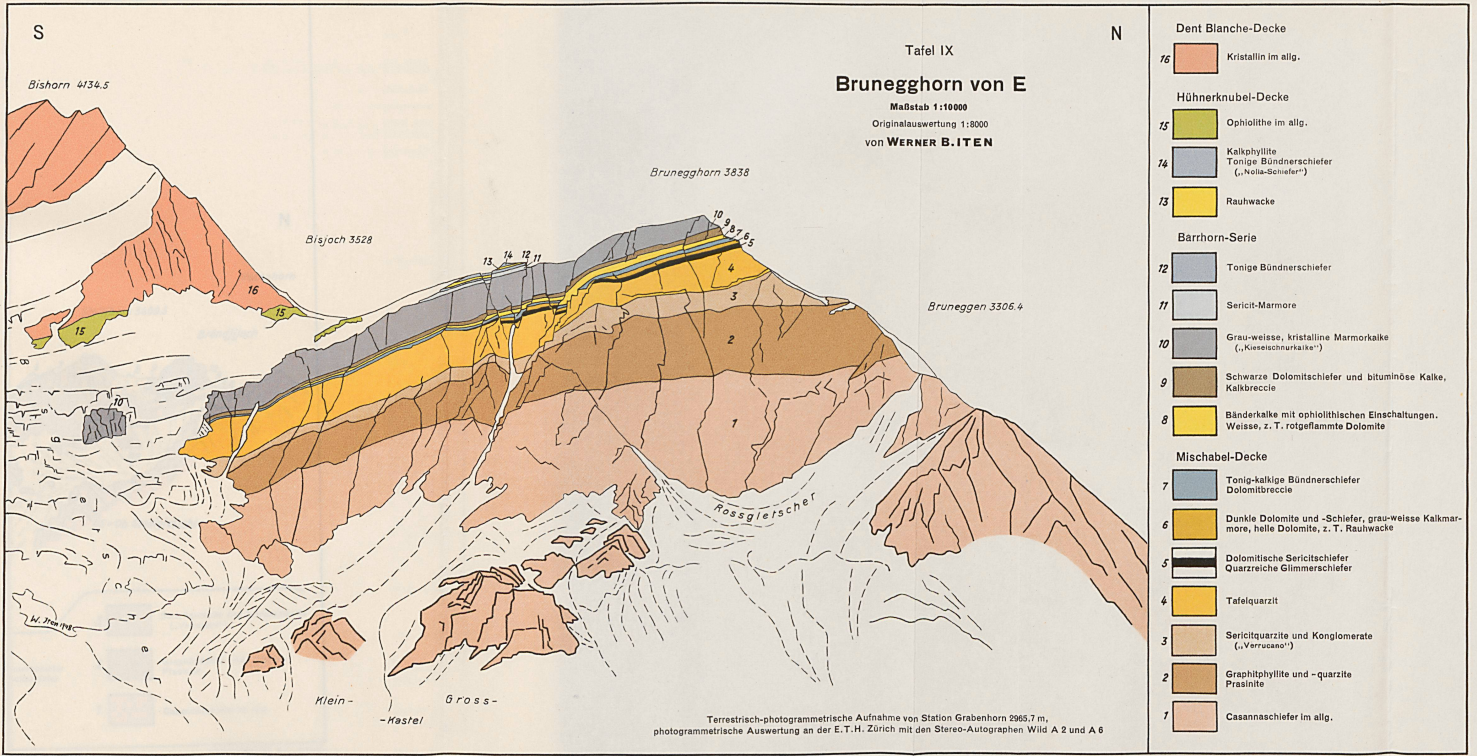 S
N
Tafel IX
Brunegghorn von E
Maßstab 1:10000
Originalauswertung 1:8000
von WERNER B. ITEN
Bishorn 4134.5
Bisjoch 3528
Brunegghorn 3838
Bruneggen 3306.4
16
15
15
13
14
12
11
10
9
8
7
6
5
4
3
2
1
10
Rossgletscher
Klein-
Gross-
-Kastel
Terrestrisch-photogrammetrische Aufnahme von Station Grabenhorn 2965,7 m,
photogrammetrische Auswertung an der E.T.H. Zürich mit den Stereo-Autographen Wild A 2 und A 6
Dent Blanche-Decke
16 Kristallin im allg.
Hühnerknubel-Decke
15 Ophiolithe im allg.
14 Kalkphyllite
Tonige Bündnerschiefer
(„Nolla-Schiefer")
13 Rauhwacke
Barrhorn-Serie
12 Tonige Bündnerschiefer
11 Sericit-Marmore
10 Grau-weisse, kristalline Marmorkalke
(„Kieselschnurkalke")
9 Schwarze Dolomitschiefer und bituminöse Kalke,
Kalkbreccie
8 Bänderkalke mit ophiolithischen Einschaltungen.
Weisse, z. T. rotgeflammte Dolomite
Mischabel-Decke
7 Tonig-kalkige Bündnerschiefer
Dolomitbreccie
6 Dunkle Dolomite und -Schiefer, grau-weisse Kalkmar-
more, helle Dolomite, z. T. Rauhwacke
5 Dolomitische Sericitschiefer
Quarzreiche Glimmerschiefer
4 Tafelquarzit
3 Sericitquarzite und Konglomerate
(„Verrucano")
2 Graphitphyllite und -quarzite
Prasinite
1 Casannaschiefer im allg.